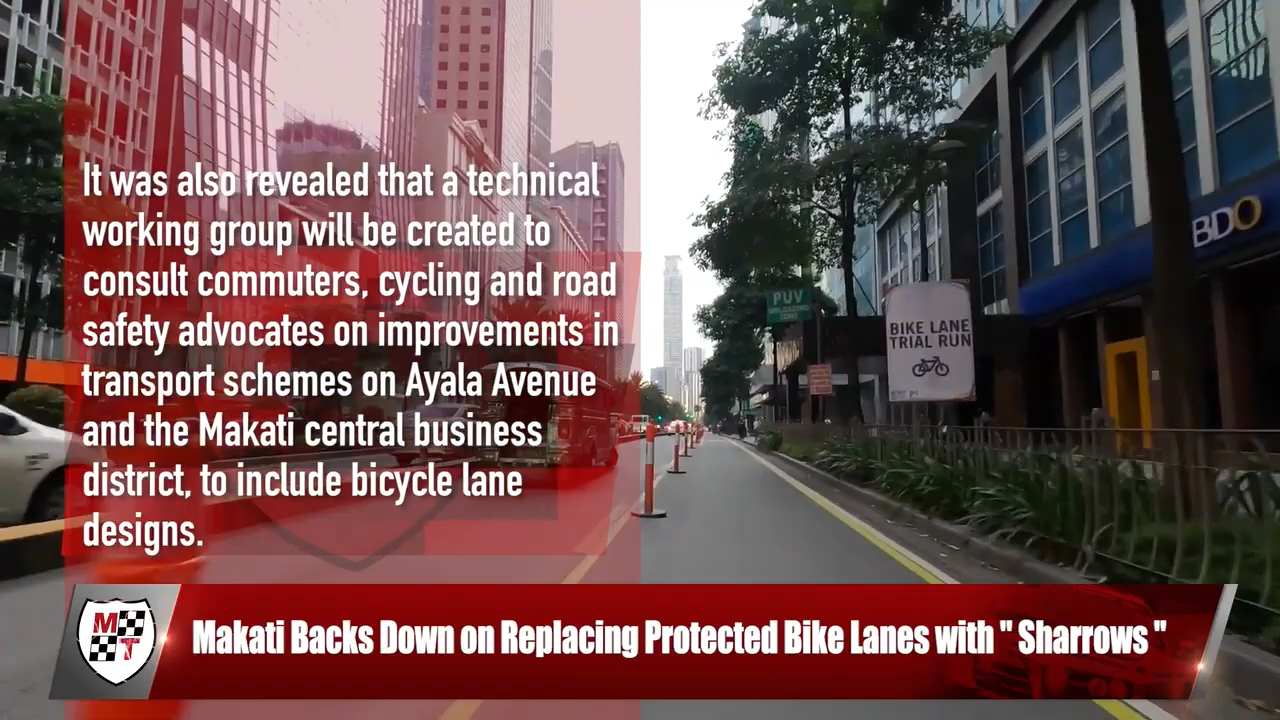 It was also revealed that a technical
working group will be created to
consult commuters, cycling and road
safety advocates on improvements in
transport schemes on Ayala Avenue
and the Makati central business
district, to include bicycle lane
designs.
BDO
PUV
BIKE LANE
TRIAL RUN
MT
Makati Backs Down on Replacing Protected Bike Lanes with " Sharrows "